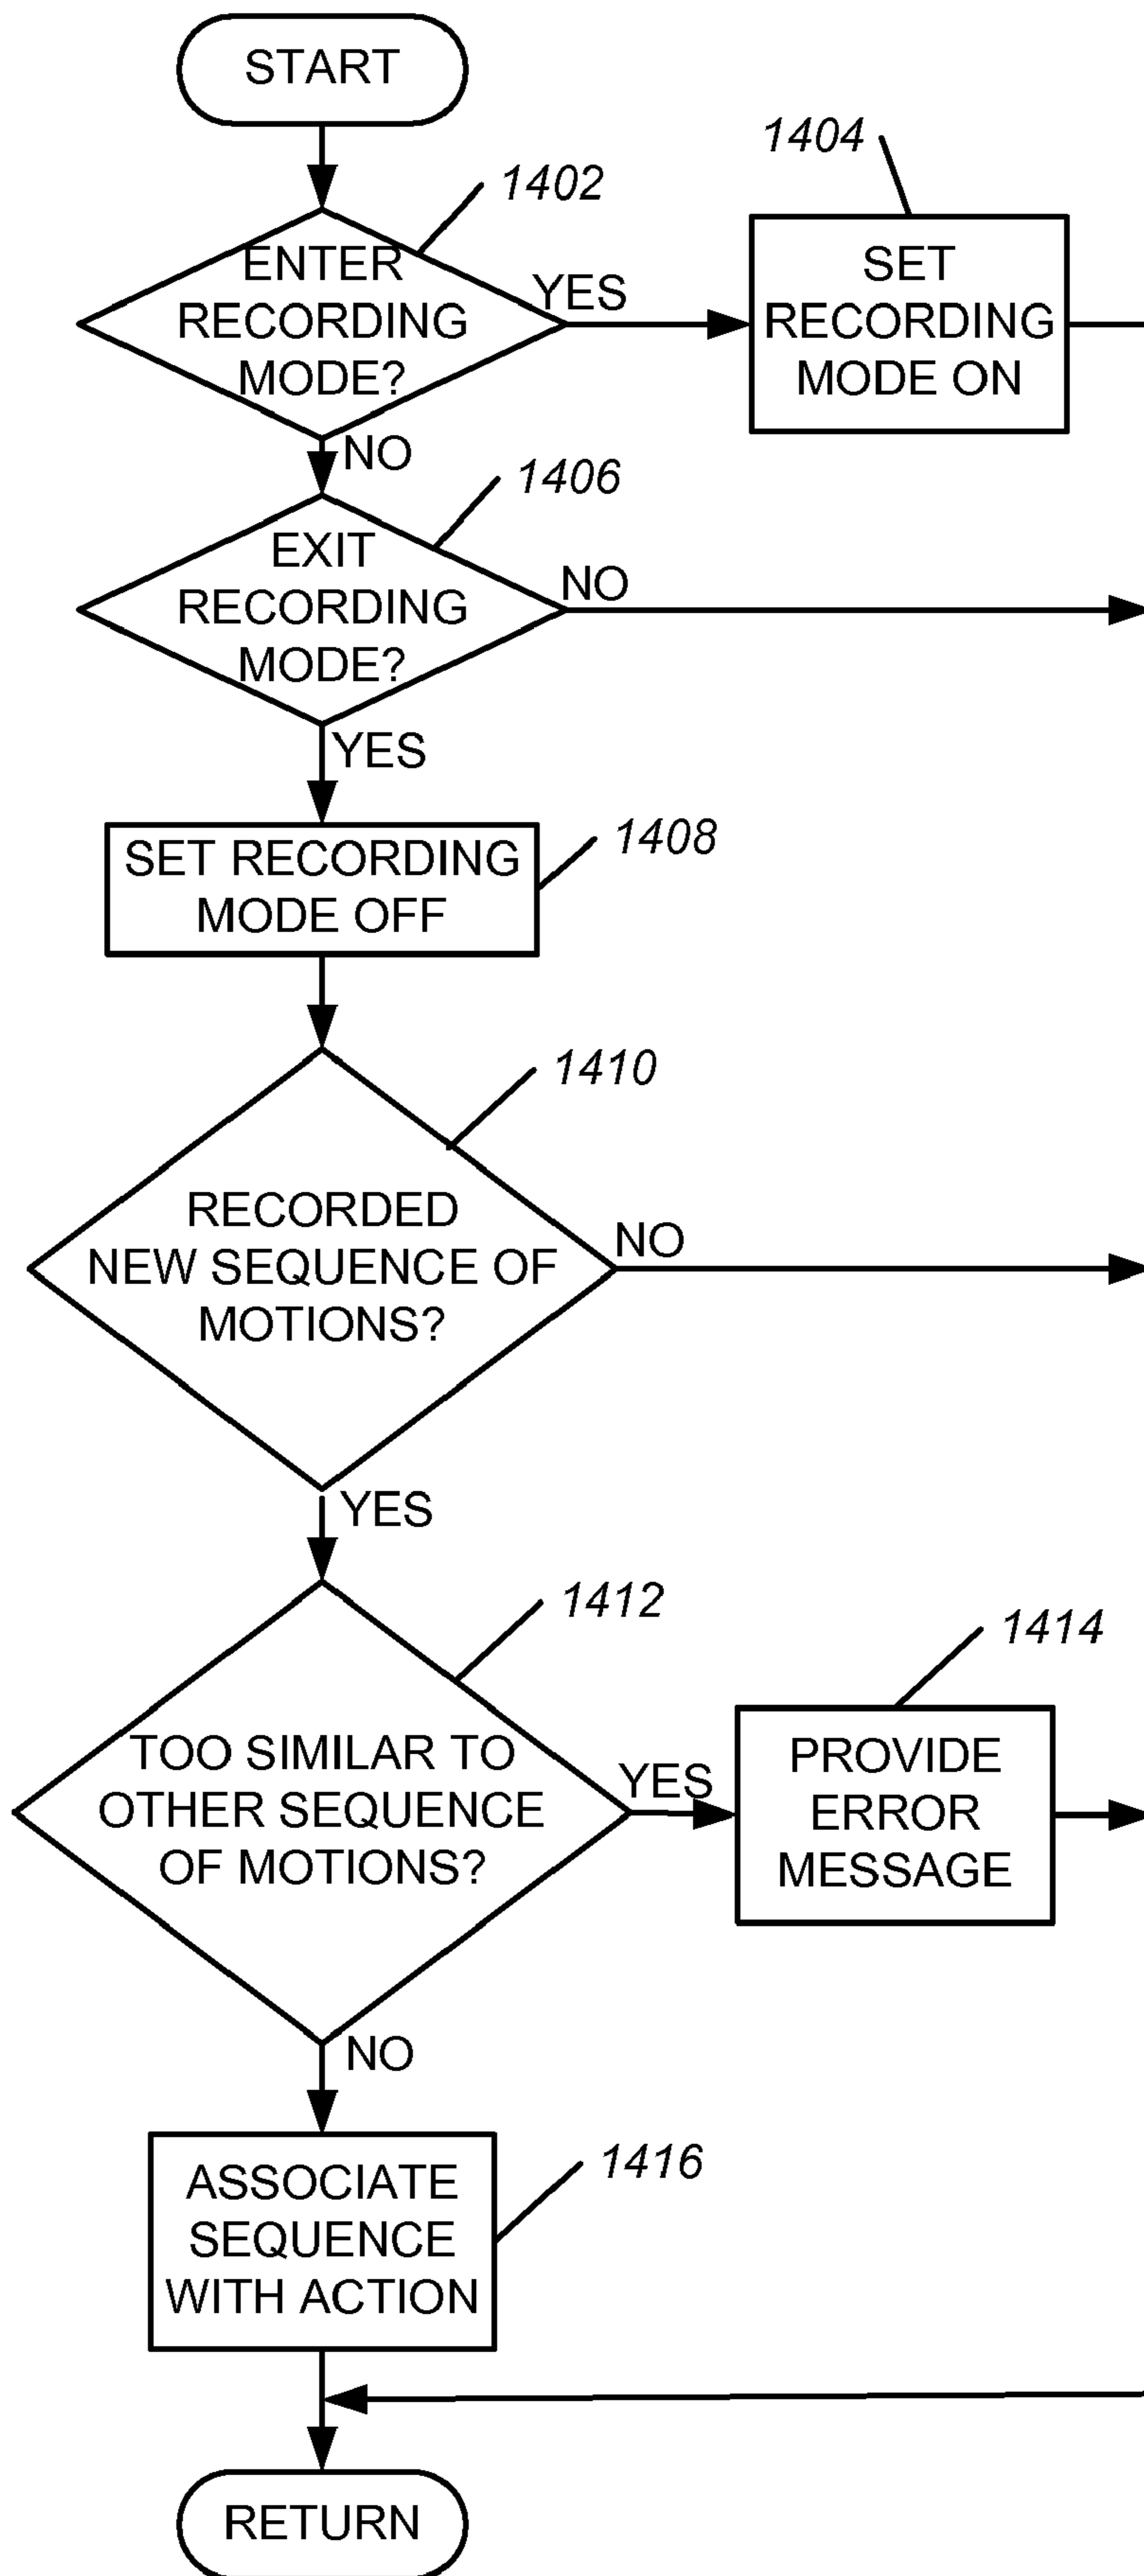 START
1402
ENTER
RECORDING
MODE?
YES
1404
SET
RECORDING
MODE ON
NO
1406
EXIT
RECORDING
MODE?
NO
YES
1408
SET RECORDING
MODE OFF
1410
RECORDED
NEW SEQUENCE OF
MOTIONS?
NO
YES
1412
TOO SIMILAR TO
OTHER SEQUENCE
OF MOTIONS?
YES
1414
PROVIDE
ERROR
MESSAGE
NO
1416
ASSOCIATE
SEQUENCE
WITH ACTION
RETURN